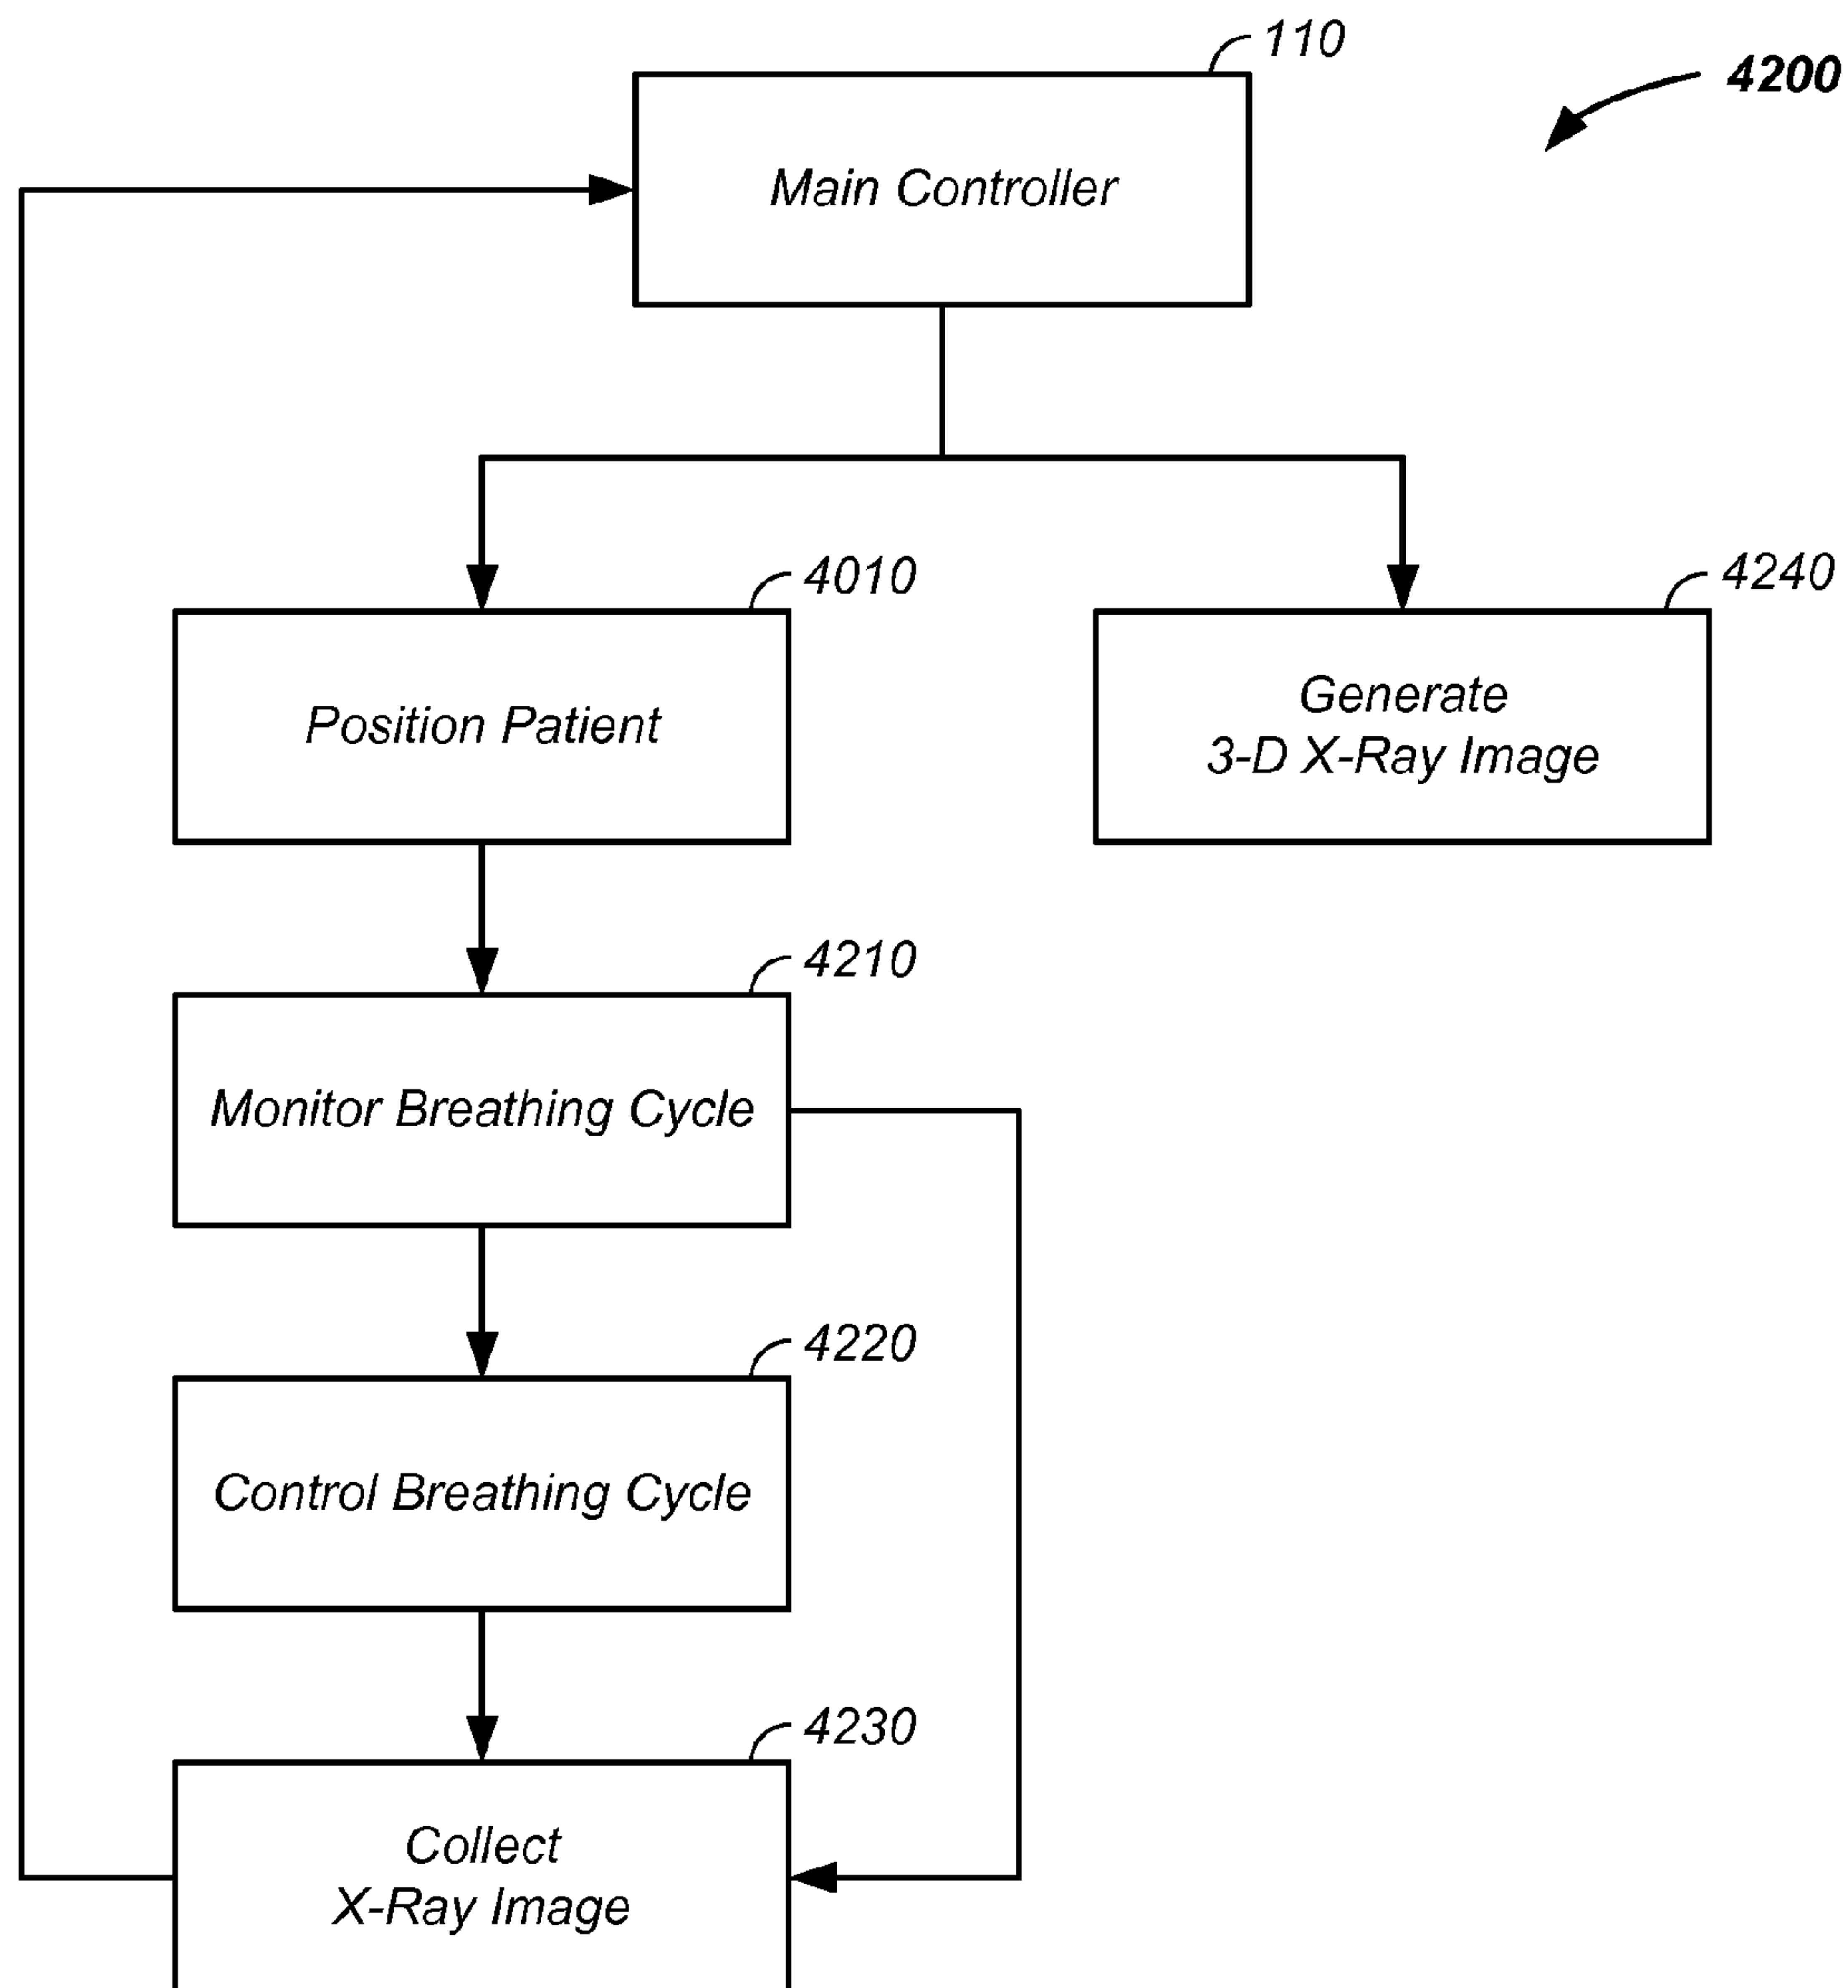 110
4200
Main Controller
4010
4240
Position Patient
Generate
3-D X-Ray Image
4210
Monitor Breathing Cycle
4220
Control Breathing Cycle
4230
Collect
X-Ray Image